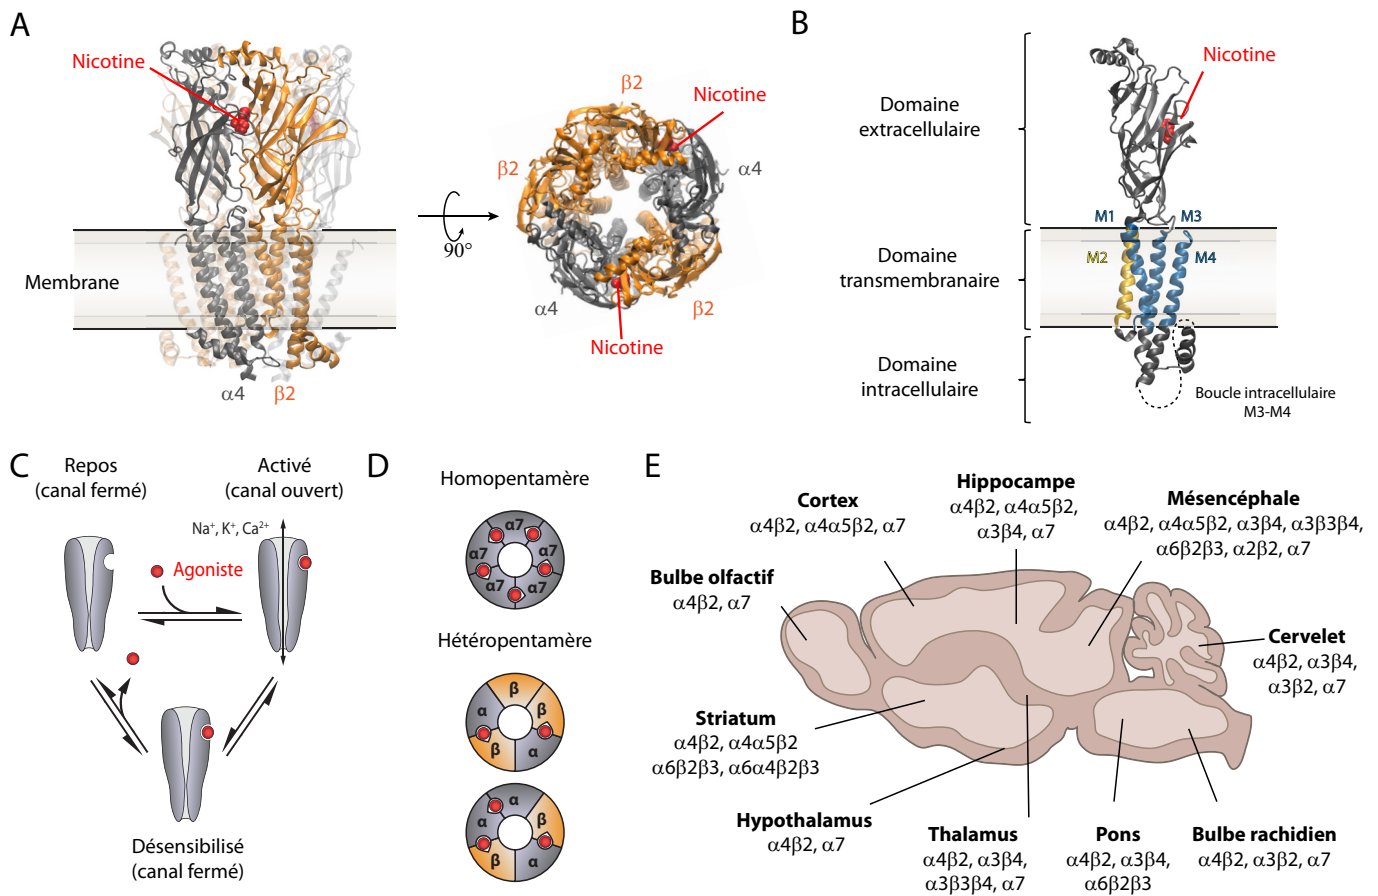 A
Nicotine
Membrane
α4
β2
90°
β2
Nicotine
β2
α4
α4
β2
Nicotine
B
Domaine
extracellulaire
Nicotine
M1
M3
M2
M4
Domaine
transmembranaire
Domaine
intracellulaire
Boucle intracellulaire
M3-M4
C
Repos
(canal fermé)
Activé
(canal ouvert)
Na⁺, K⁺, Ca²⁺
Agoniste
Désensibilisé
(canal fermé)
D
Homopentamère
α7
α7
α7
α7
α7
Hétéropentamère
β
α
β
β
α
α
α
β
β
α
E
Cortex
α4β2, α4α5β2, α7
Hippocampe
α4β2, α4α5β2,
α3β4, α7
Mésencéphale
α4β2, α4α5β2, α3β4, α3β3β4,
α6β2β3, α2β2, α7
Bulbe olfactif
α4β2, α7
Cervelet
α4β2, α3β4,
α3β2, α7
Striatum
α4β2, α4α5β2
α6β2β3, α6α4β2β3
Hypothalamus
α4β2, α7
Thalamus
α4β2, α3β4,
α3β3β4, α7
Pons
α4β2, α3β4,
α6β2β3
Bulbe rachidien
α4β2, α3β2, α7